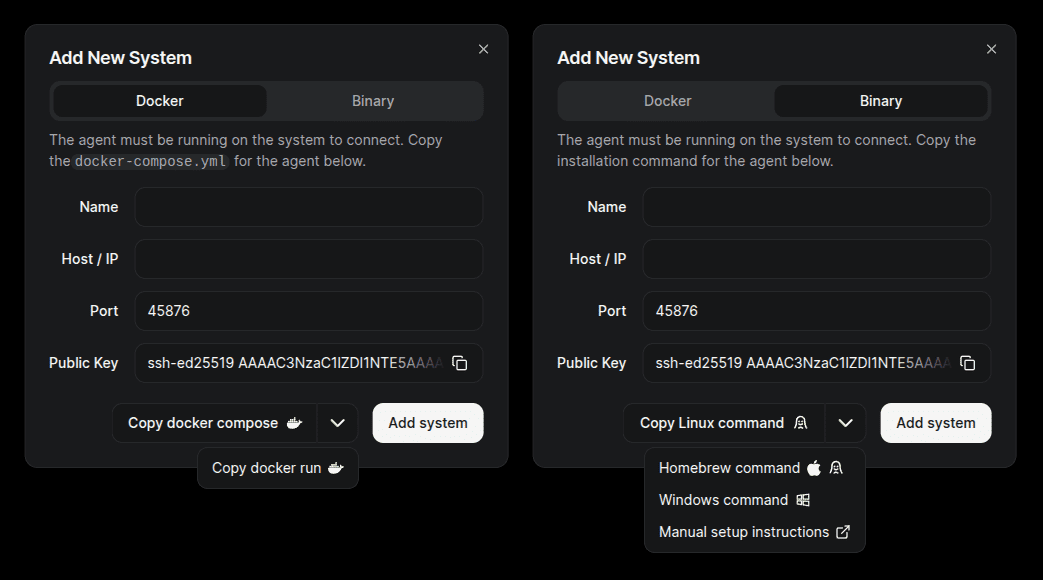 Add New System
Docker Binary
The agent must be running on the system to connect. Copy
the docker-compose.yml for the agent below.
Name
Host / IP
Port 45876
Public Key ssh-ed25519 AAAAC3NzaC1lZDI1NTE5AAAA
Copy docker compose Add system
Copy docker run
Add New System
Docker Binary
The agent must be running on the system to connect. Copy the
installation command for the agent below.
Name
Host / IP
Port 45876
Public Key ssh-ed25519 AAAAC3NzaC1lZDI1NTE5AAAA
Copy Linux command Add system
Homebrew command
Windows command
Manual setup instructions